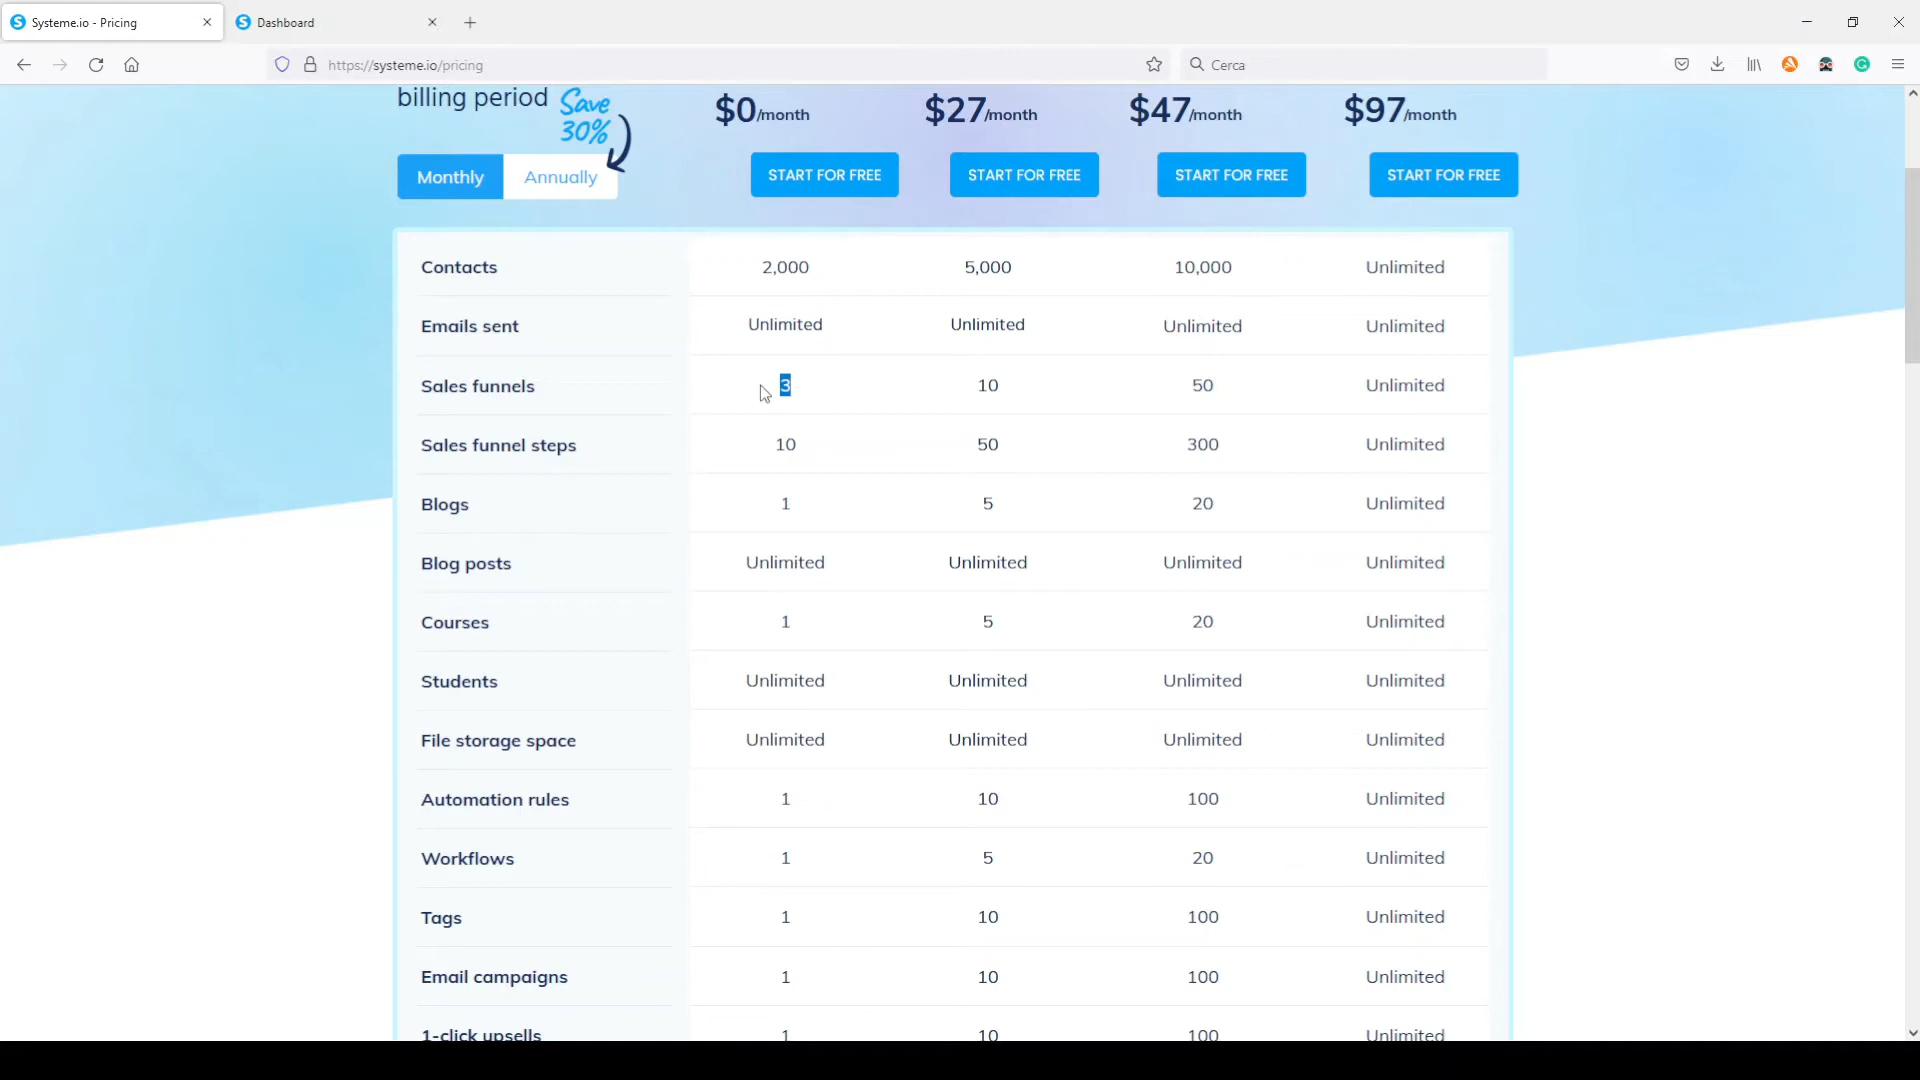 Systeme.io - Pricing
Dashboard
https://systeme.io/pricing
Cerca
billing period
Save
30%
$0/month $27/month $47/month $97/month
Monthly Annually
START FOR FREE START FOR FREE START FOR FREE START FOR FREE
Contacts 2,000 5,000 10,000 Unlimited
Emails sent Unlimited Unlimited Unlimited Unlimited
Sales funnels 3 10 50 Unlimited
Sales funnel steps 10 50 300 Unlimited
Blogs 1 5 20 Unlimited
Blog posts Unlimited Unlimited Unlimited Unlimited
Courses 1 5 20 Unlimited
Students Unlimited Unlimited Unlimited Unlimited
File storage space Unlimited Unlimited Unlimited Unlimited
Automation rules 1 10 100 Unlimited
Workflows 1 5 20 Unlimited
Tags 1 10 100 Unlimited
Email campaigns 1 10 100 Unlimited
1-click upsells 1 10 100 Unlimited